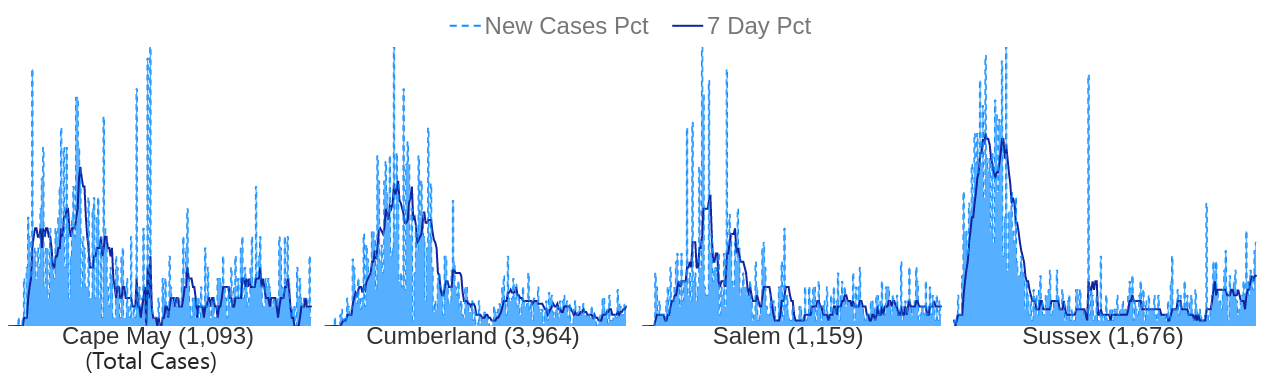 New Cases Pct 7 Day Pct
Cape May (1,093) Cumberland (3,964) Salem (1,159) Sussex (1,676)
(Total Cases)